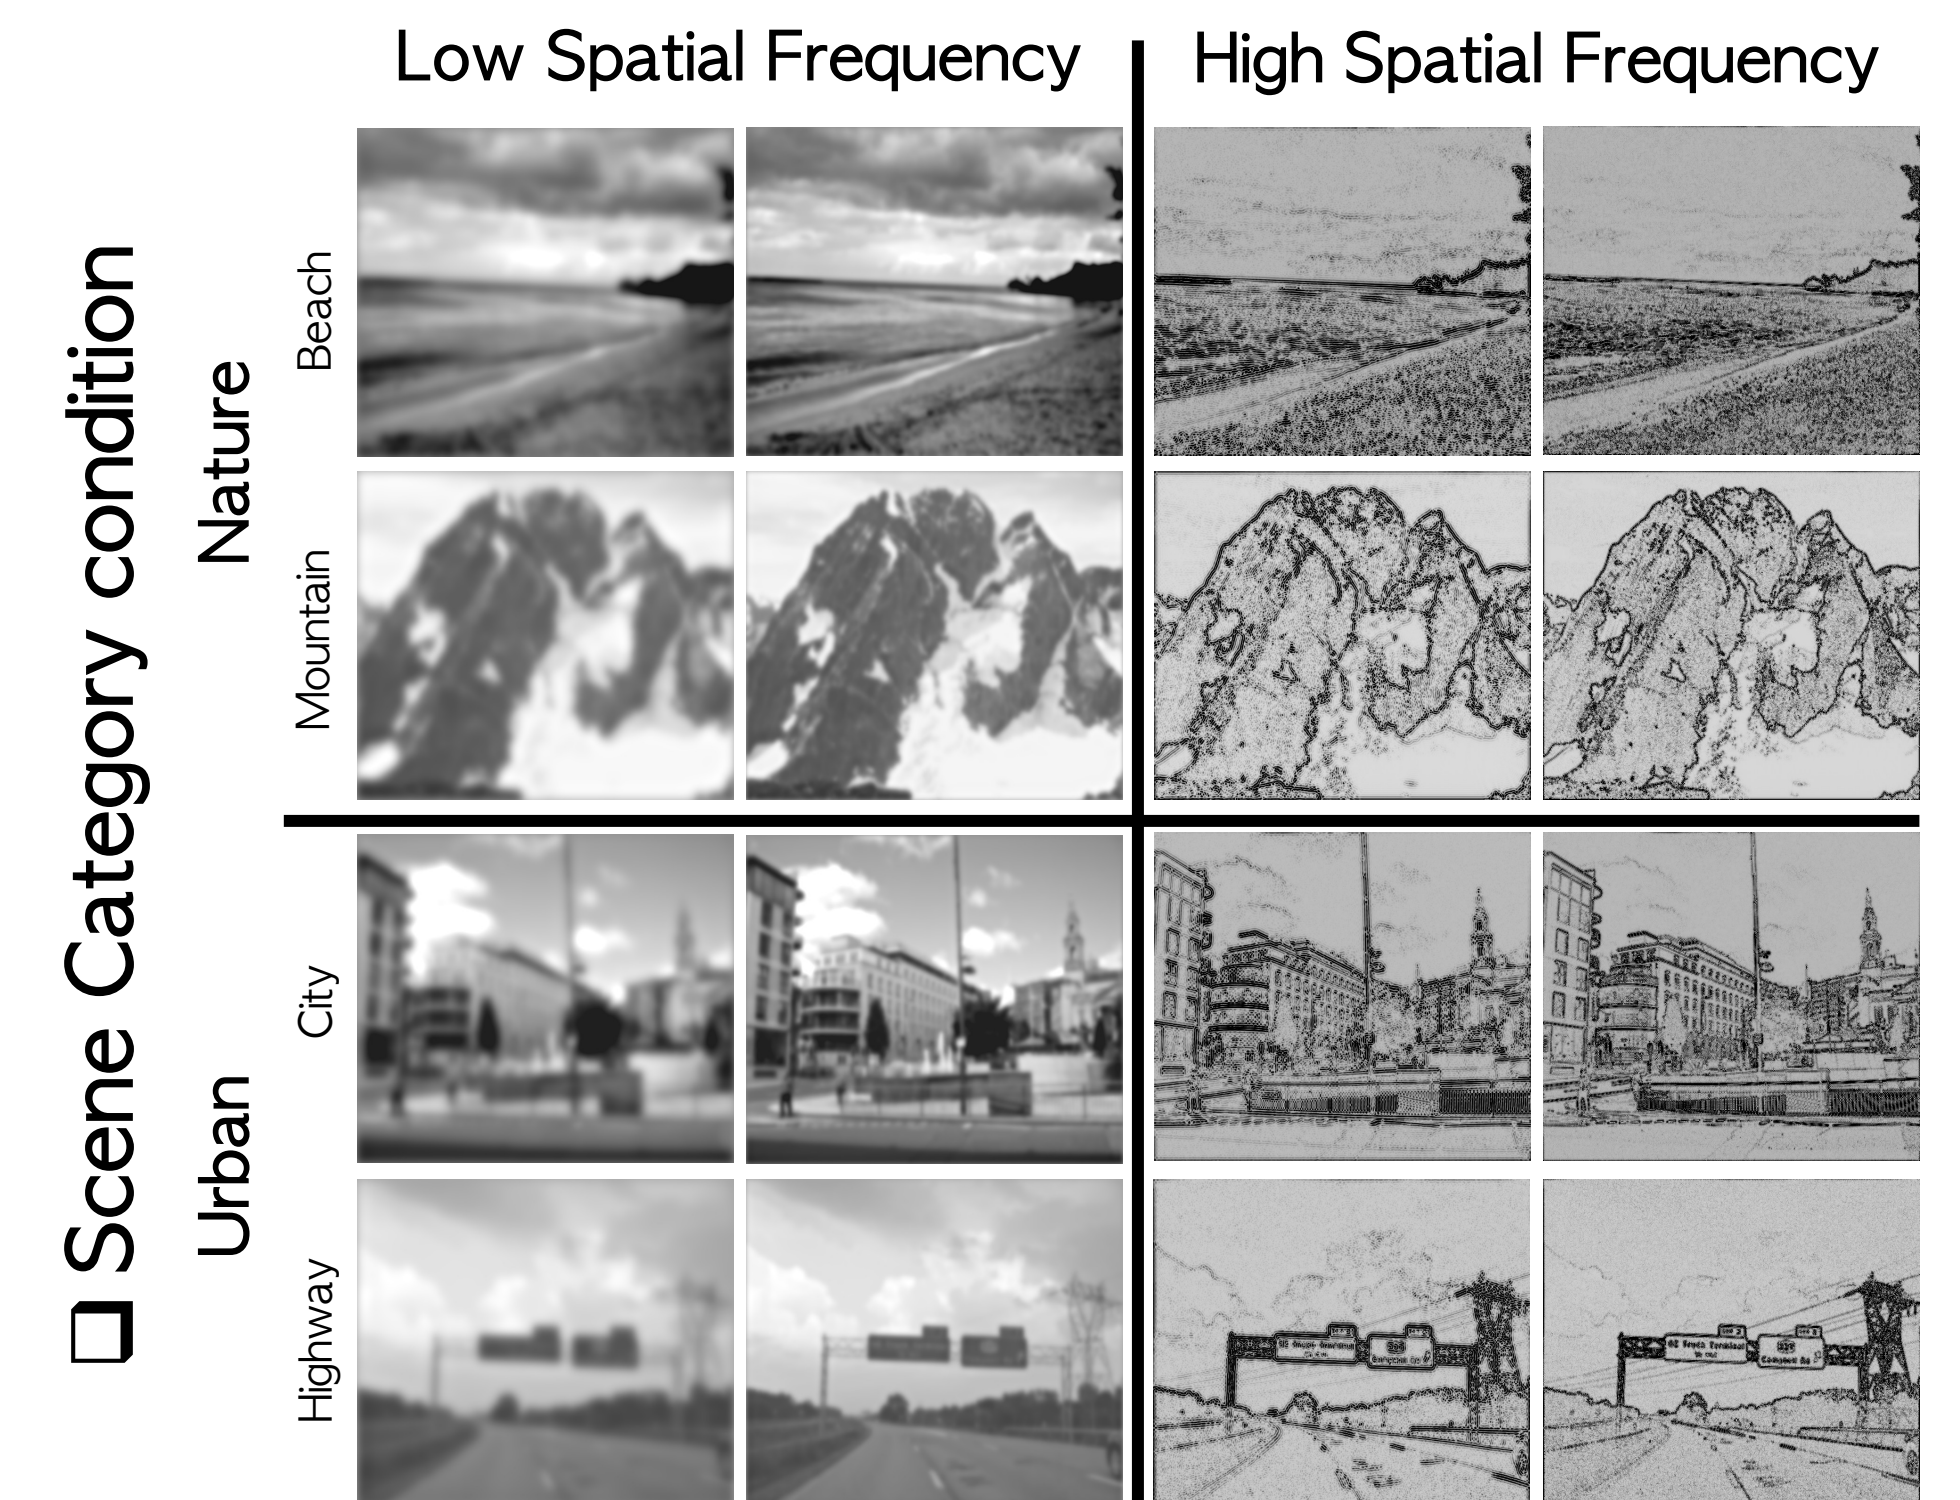 Low Spatial Frequency
High Spatial Frequency
❑ Scene Category condition
Nature
Beach
Mountain
Urban
City
Highway